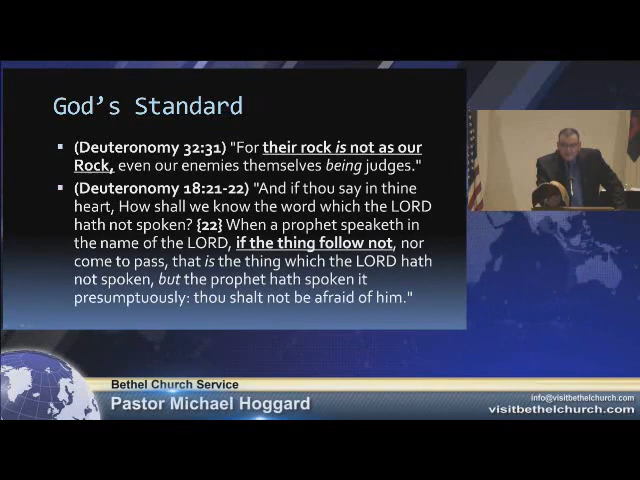 God's Standard
(Deuteronomy 32:31) "For their rock is not as our
Rock, even our enemies themselves being judges."
(Deuteronomy 18:21-22) "And if thou say in thine
heart, How shall we know the word which the LORD
hath not spoken? {22} When a prophet speaketh in
the name of the LORD, if the thing follow not, nor
come to pass, that is the thing which the LORD hath
not spoken, but the prophet hath spoken it
presumptuously: thou shalt not be afraid of him."
Bethel Church Service
Pastor Michael Hoggard
info@visitbethelchurch.com
visitbethelchurch.com